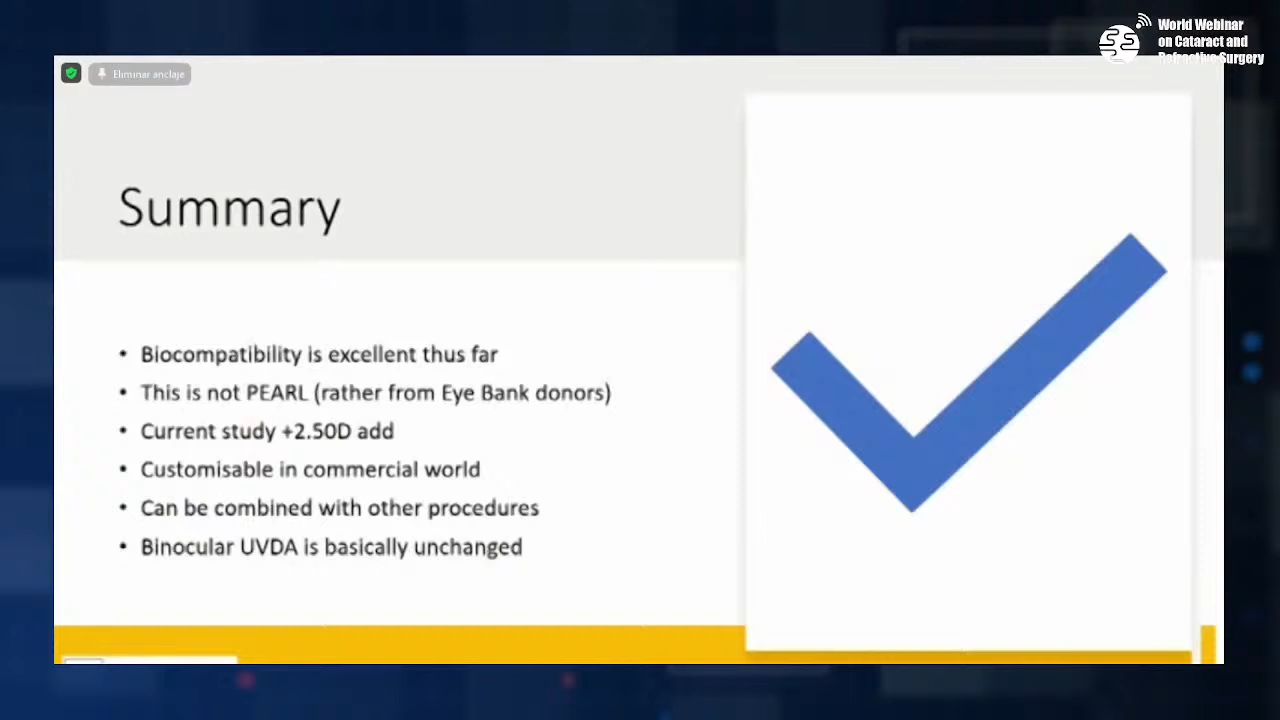 World Webinar
on Cataract and
Refractive Surgery
Eliminar anclaje
Summary
• Biocompatibility is excellent thus far
• This is not PEARL (rather from Eye Bank donors)
• Current study +2.50D add
• Customisable in commercial world
• Can be combined with other procedures
• Binocular UVDA is basically unchanged